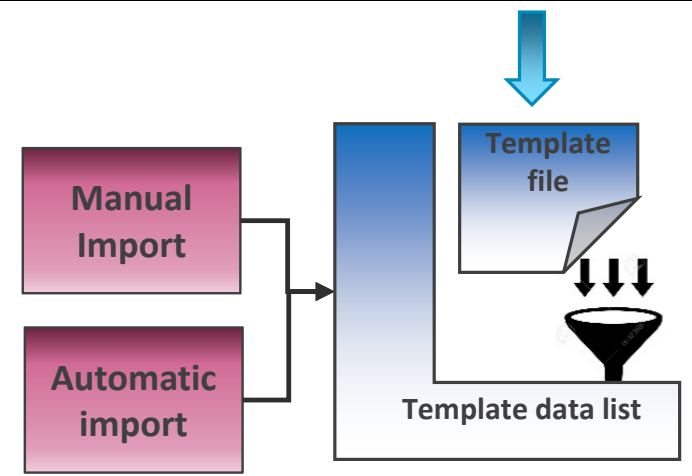 Template
file
Manual
Import
Automatic
import
Template data list